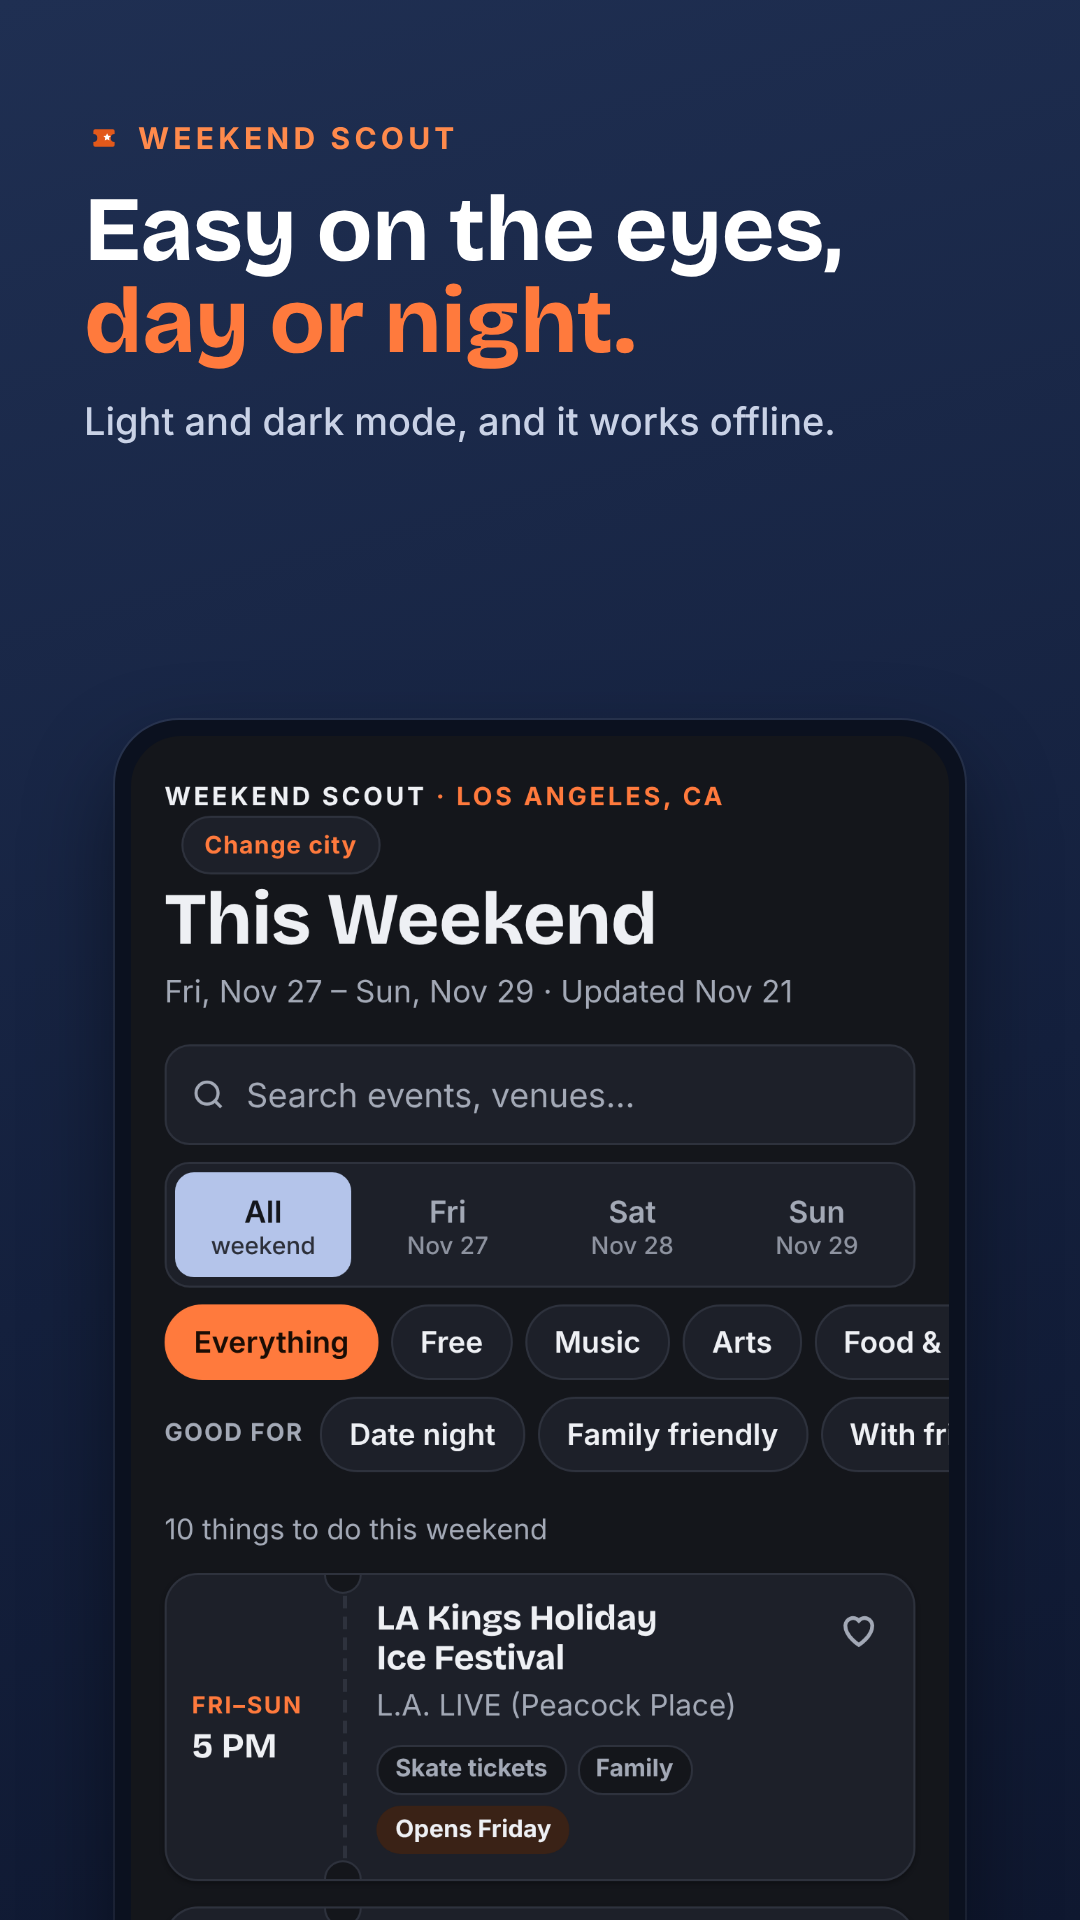 WEEKEND SCOUT
Easy on the eyes,
day or night.
Light and dark mode, and it works offline.
WEEKEND SCOUT · LOS ANGELES, CA
Change city
This Weekend
Fri, Nov 27 – Sun, Nov 29 · Updated Nov 21
Search events, venues...
All Fri Sat Sun
weekend Nov 27 Nov 28 Nov 29
Everything Free Music Arts Food &
GOOD FOR Date night Family friendly With fri
10 things to do this weekend
LA Kings Holiday
Ice Festival
L.A. LIVE (Peacock Place)
FRI–SUN
5 PM
Skate tickets Family
Opens Friday